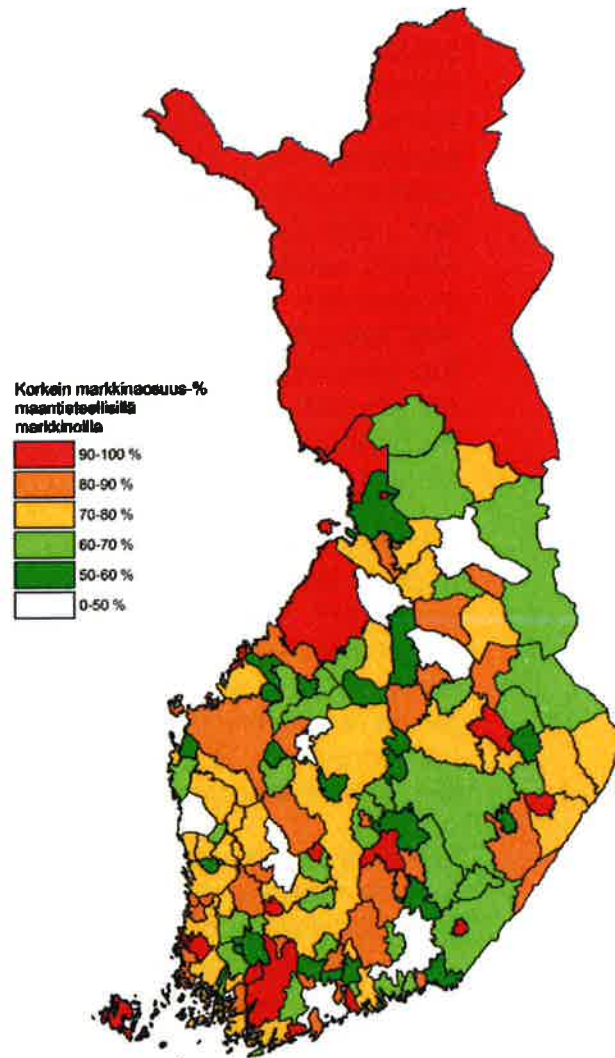 Korkein markkinaosuus-%
maantieteellisillä
markkinoilla
90-100 %
80-90 %
70-80 %
60-70 %
50-60 %
0-50 %